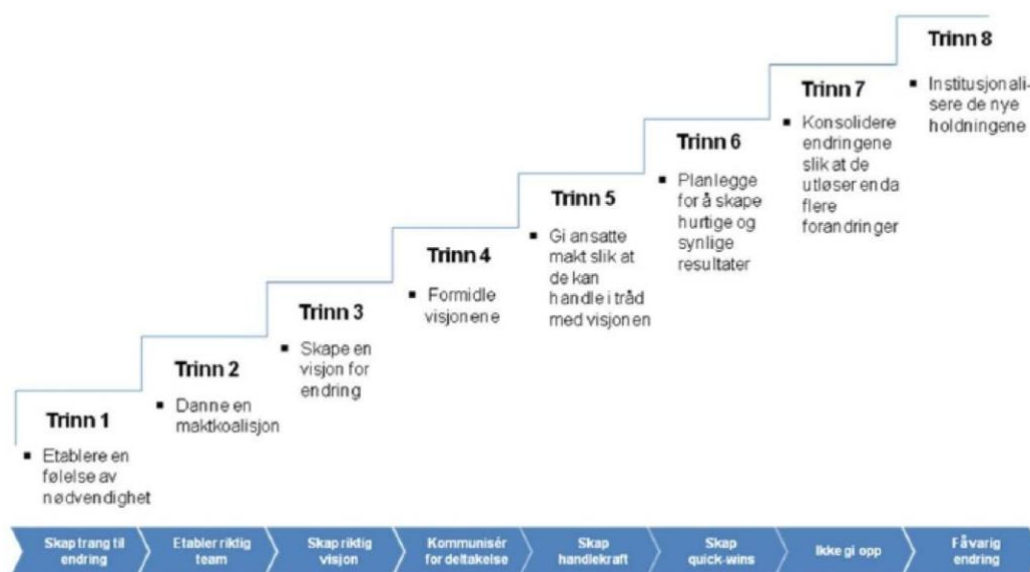 Trinn 1
▪ Etablere en
følelse av
nødvendighet
Trinn 2
▪ Danne en
maktkoalisjon
Trinn 3
▪ Skape en
visjon for
endring
Trinn 4
▪ Formidle
visjonene
Trinn 5
▪ Gi ansatte
makt slik at
de kan
handle i tråd
med visjonen
Trinn 6
▪ Planlegge
for å skape
hurtige og
synlige
resultater
Trinn 7
▪ Konsolidere
endringene
slik at de
utløser enda
flere
forandringer
Trinn 8
▪ Institusjonali-
sere de nye
holdningene
Skap trang til
endring
Etabler riktig
team
Skap riktig
visjon
Kommunisér
for deltakelse
Skap
handlekraft
Skap
quick-wins
Ikke gi opp
Få varig
endring